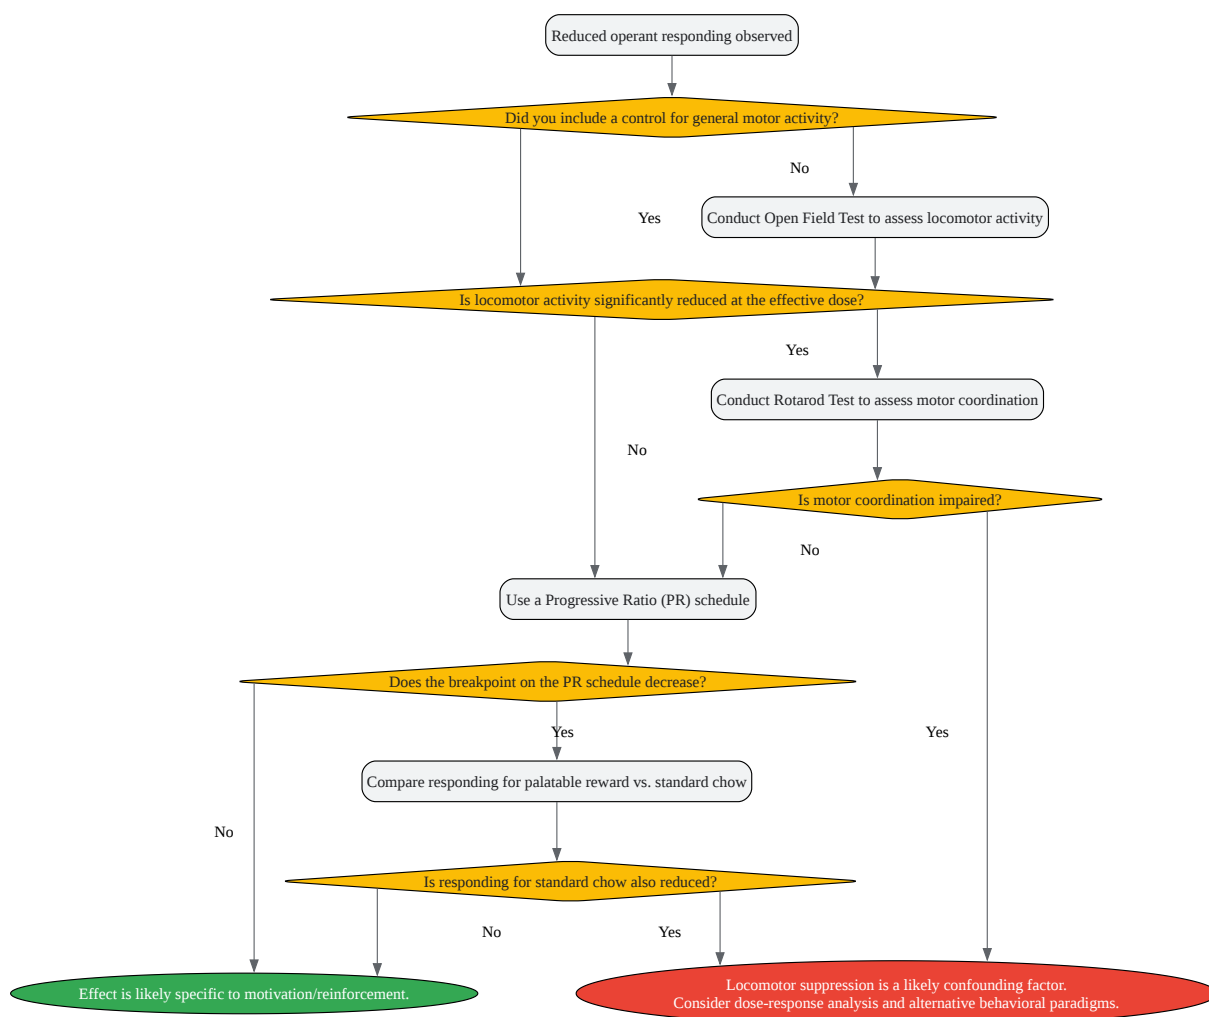 Reduced operant responding observed
Did you include a control for general motor activity?
No
Yes
Conduct Open Field Test to assess locomotor activity
Is locomotor activity significantly reduced at the effective dose?
Yes
Conduct Rotarod Test to assess motor coordination
No
Is motor coordination impaired?
No
Use a Progressive Ratio (PR) schedule
Does the breakpoint on the PR schedule decrease?
Yes
Yes
Compare responding for palatable reward vs. standard chow
No
Is responding for standard chow also reduced?
No
Yes
Effect is likely specific to motivation/reinforcement.
Locomotor suppression is a likely confounding factor.
Consider dose-response analysis and alternative behavioral paradigms.